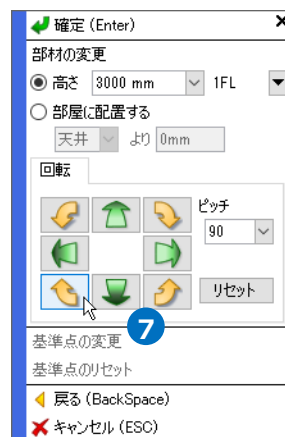 確定 (Enter)
部材の変更
高さ 3000 mm 1FL
部屋に配置する
天井 より 0mm
回転
ピッチ
90
リセット
7
基準点の変更
基準点のリセット
戻る (BackSpace)
キャンセル (ESC)